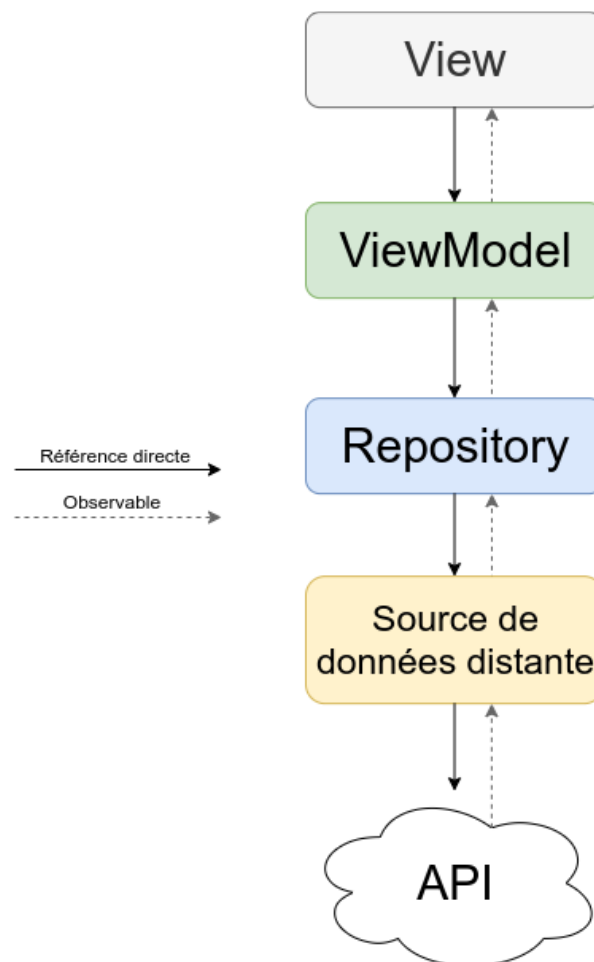 View
ViewModel
Référence directe
Repository
Observable
Source de
données distante
API